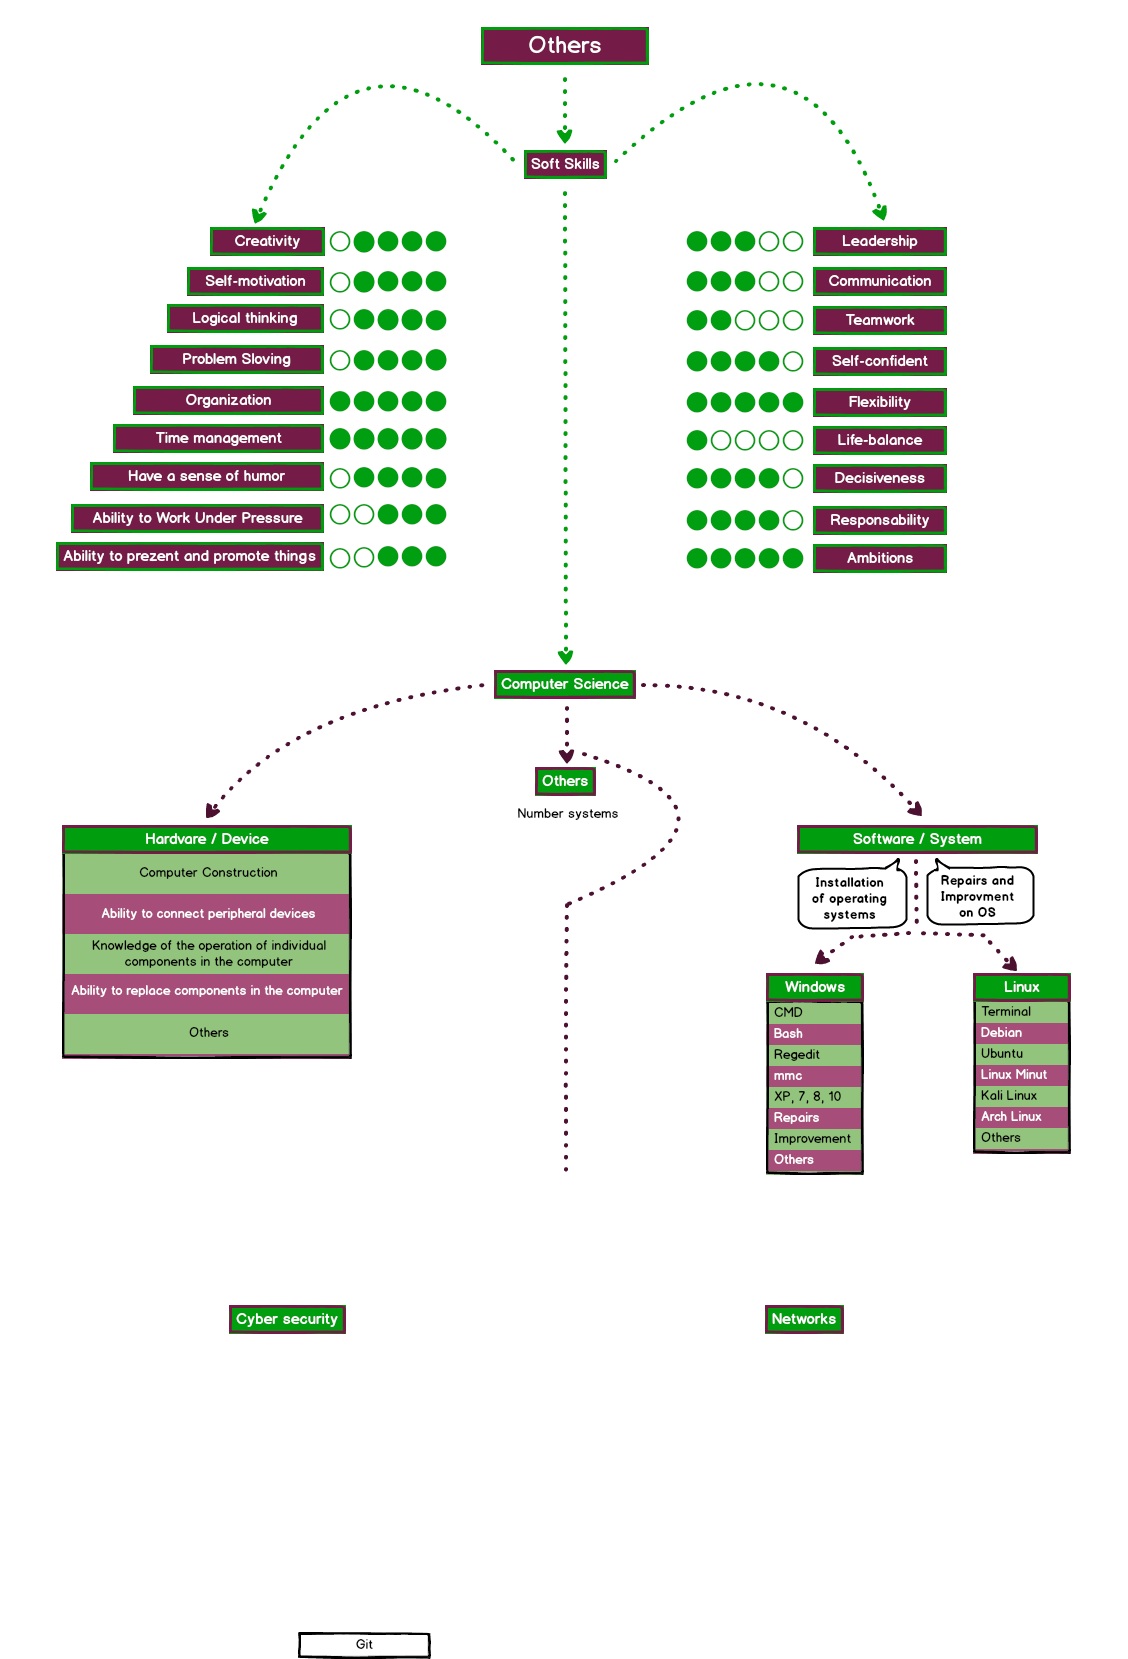 Others
Soft Skills
Creativity
Self-motivation
Logical thinking
Problem Sloving
Organization
Time management
Have a sense of humor
Ability to Work Under Pressure
Ability to prezent and promote things
Leadership
Communication
Teamwork
Self-confident
Flexibility
Life-balance
Decisiveness
Responsability
Ambitions
Computer Science
Others
Number systems
Hardvare / Device
Computer Construction
Ability to connect peripheral devices
Knowledge of the operation of individual
components in the computer
Ability to replace components in the computer
Others
Software / System
Installation
of operating
systems
Repairs and
Improvment
on OS
Windows
CMD
Bash
Regedit
mmc
XP, 7, 8, 10
Repairs
Improvement
Others
Linux
Terminal
Debian
Ubuntu
Linux Minut
Kali Linux
Arch Linux
Others
Cyber security
Networks
Git